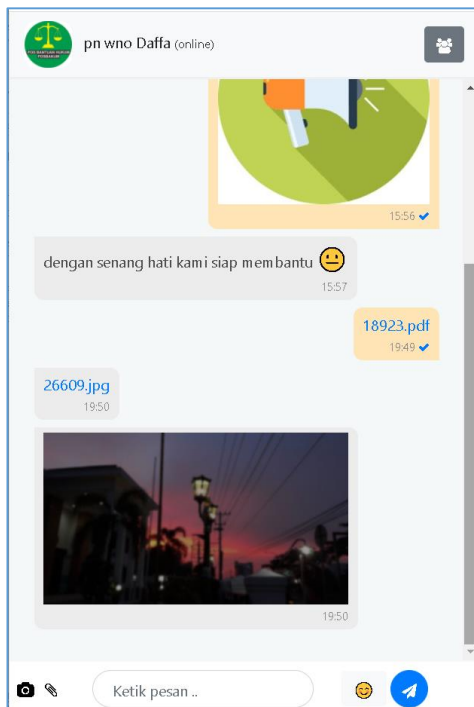 pn wno Daffa (online)
15:56
dengan senang hati kami siap membantu
15:57
18923.pdf
19:49
26609.jpg
19:50
19:50
Ketik pesan ..